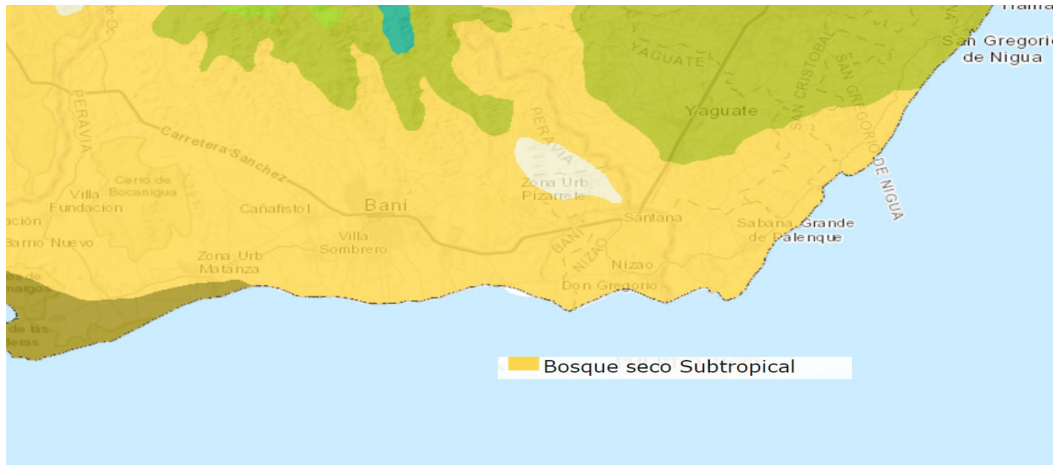 San Gregorio
de Nigua
YAGUATE
SAN CRISTOBAL
SAN GREGORIO DE NIGUA
Yaguate
PERAVIA
PERAVIA
Carretera Sanchez
Cerro de
Bocanigua
Villa
Fundacion
Zona Urb
Pizarrete
Cañafistol
Baní
Santana
Sabana Grande
de Palenque
Barrio Nuevo
Villa
Sombrero
BANI
NIZAO
Zona Urb
Matanza
Nizao
Don Gregorio
Bosque seco Subtropical